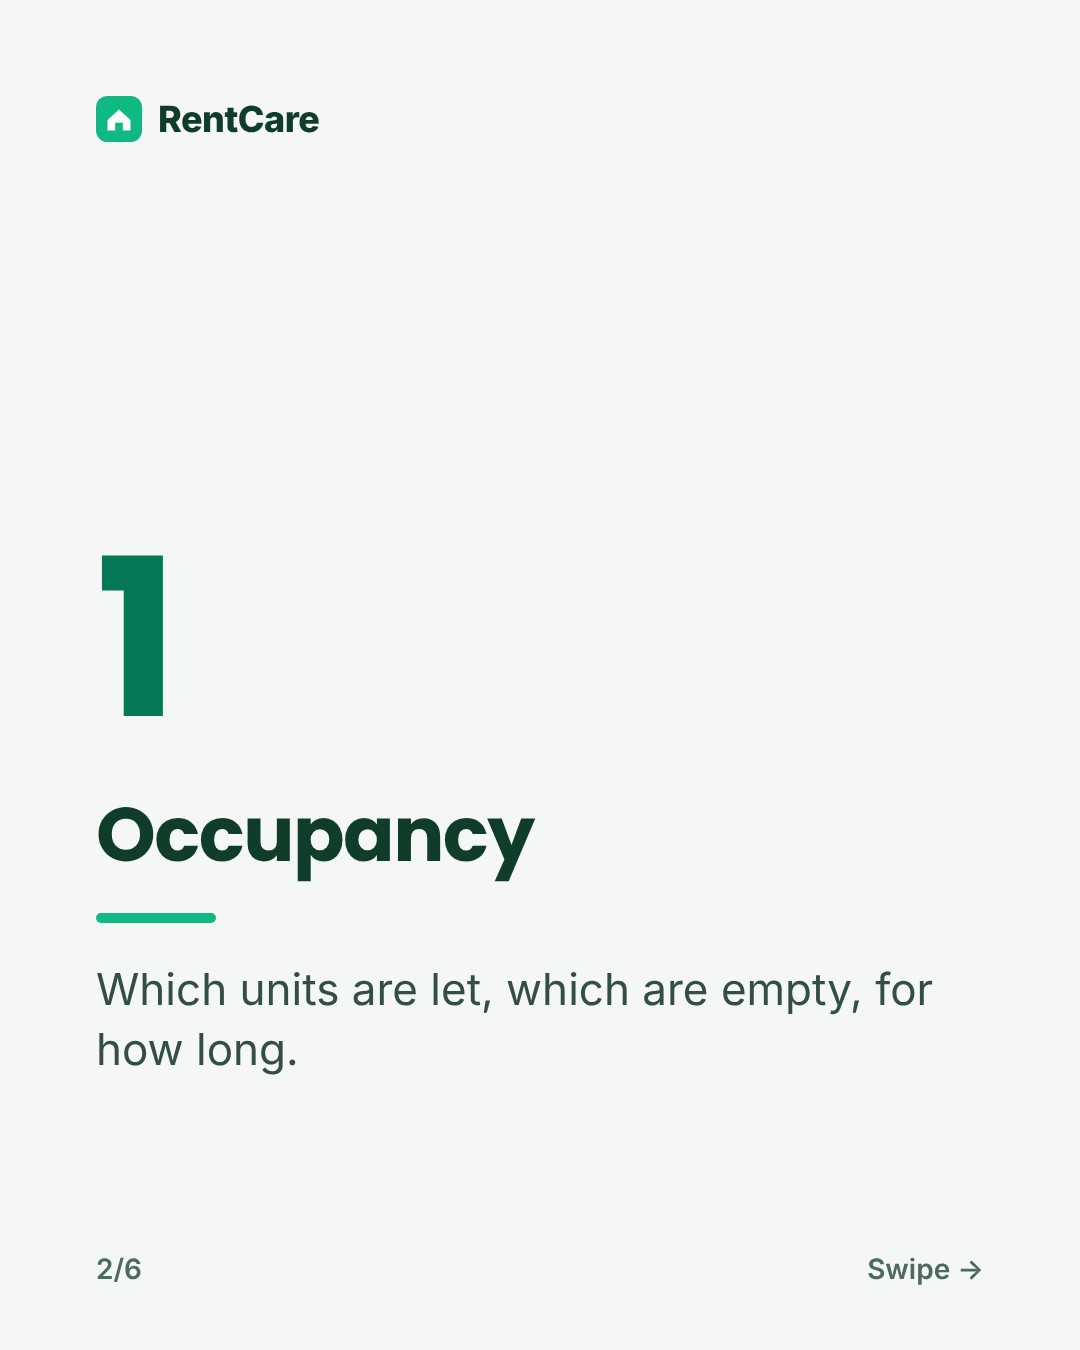 RentCare
1
Occupancy
Which units are let, which are empty, for
how long.
2/6
Swipe →